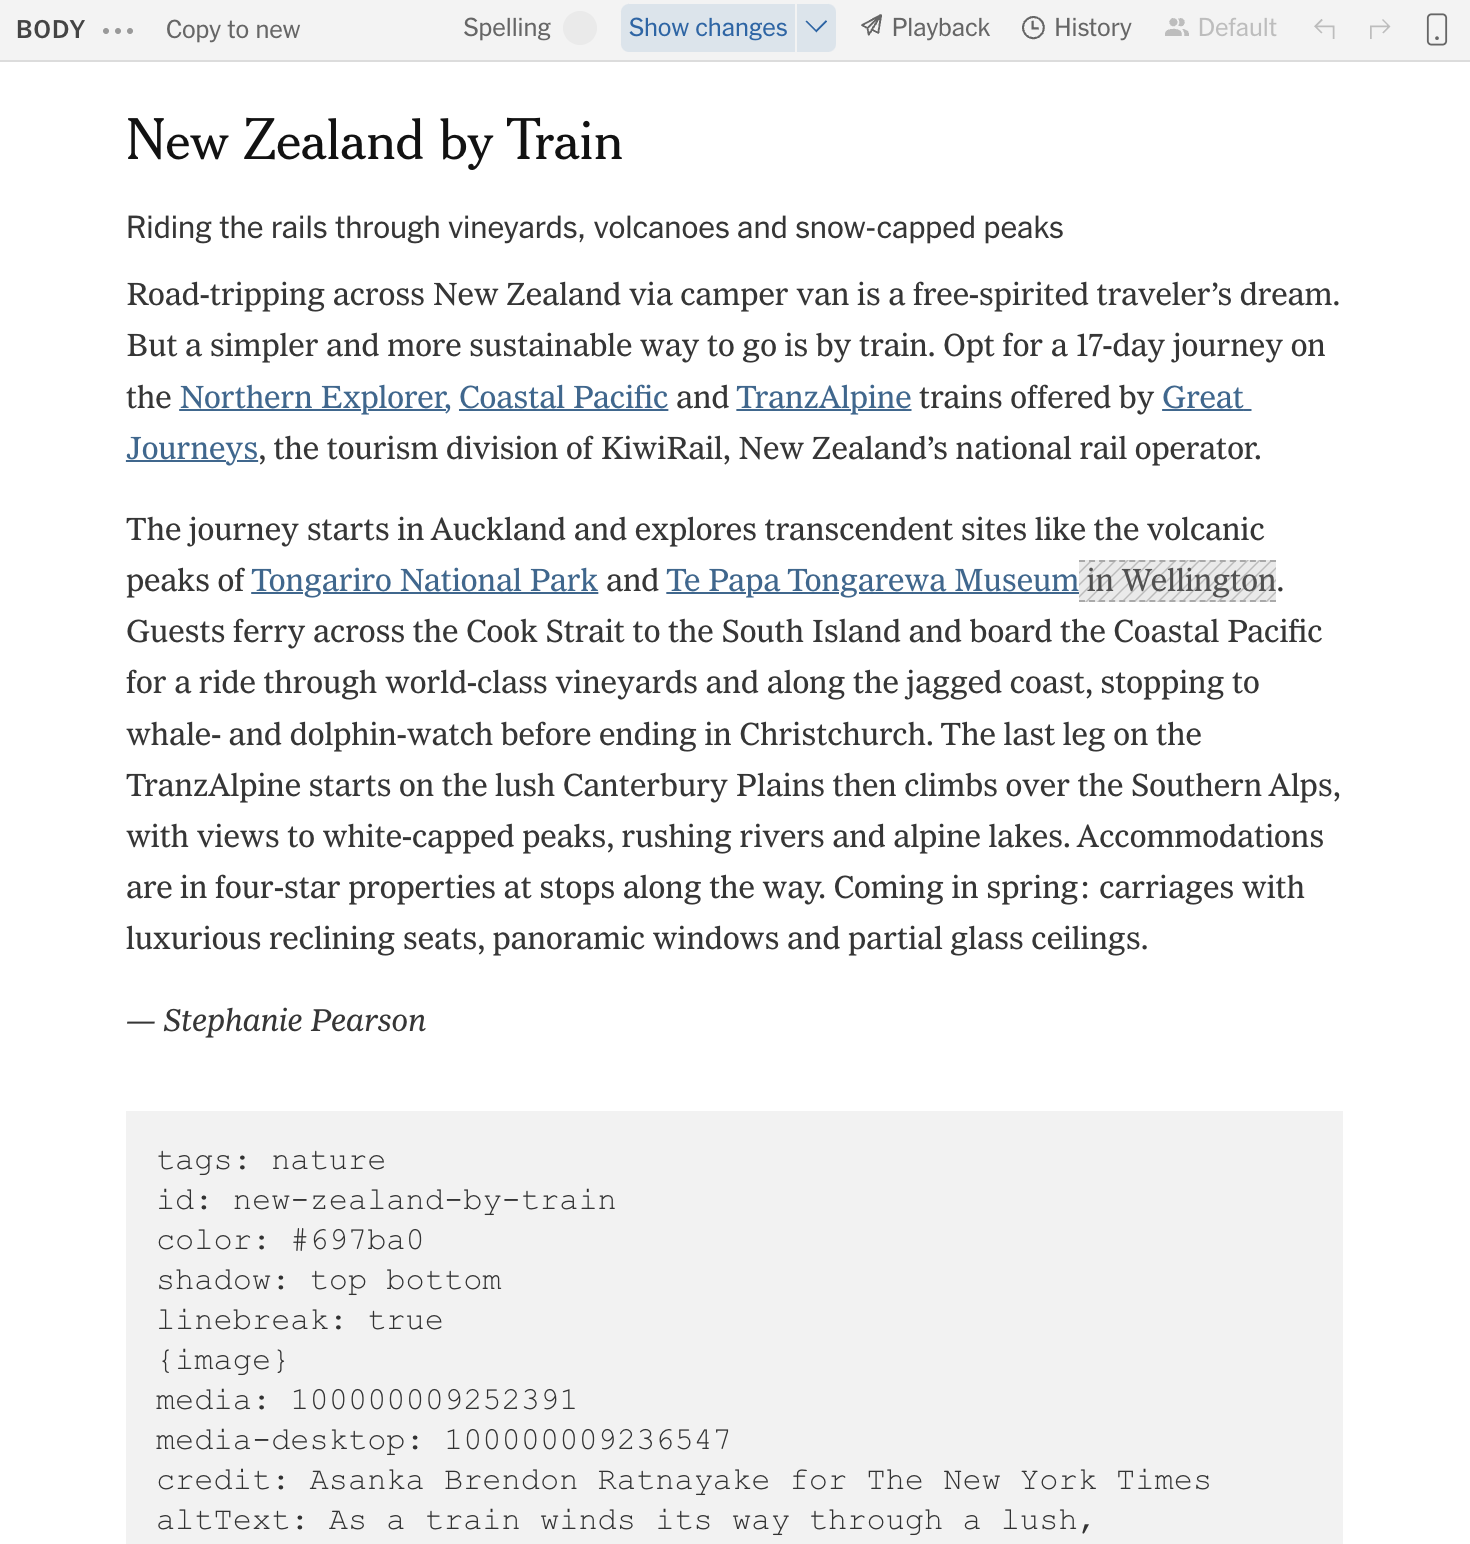 BODY ••• Copy to new Spelling Show changes Playback History Default
New Zealand by Train
Riding the rails through vineyards, volcanoes and snow-capped peaks
Road-tripping across New Zealand via camper van is a free-spirited traveler’s dream.
But a simpler and more sustainable way to go is by train. Opt for a 17-day journey on
the Northern Explorer, Coastal Pacific and TranzAlpine trains offered by Great
Journeys, the tourism division of KiwiRail, New Zealand’s national rail operator.
The journey starts in Auckland and explores transcendent sites like the volcanic
peaks of Tongariro National Park and Te Papa Tongarewa Museum in Wellington.
Guests ferry across the Cook Strait to the South Island and board the Coastal Pacific
for a ride through world-class vineyards and along the jagged coast, stopping to
whale- and dolphin-watch before ending in Christchurch. The last leg on the
TranzAlpine starts on the lush Canterbury Plains then climbs over the Southern Alps,
with views to white-capped peaks, rushing rivers and alpine lakes. Accommodations
are in four-star properties at stops along the way. Coming in spring: carriages with
luxurious reclining seats, panoramic windows and partial glass ceilings.
— Stephanie Pearson
tags: nature
id: new-zealand-by-train
color: #697ba0
shadow: top bottom
linebreak: true
{image}
media: 100000009252391
media-desktop: 100000009236547
credit: Asanka Brendon Ratnayake for The New York Times
altText: As a train winds its way through a lush,